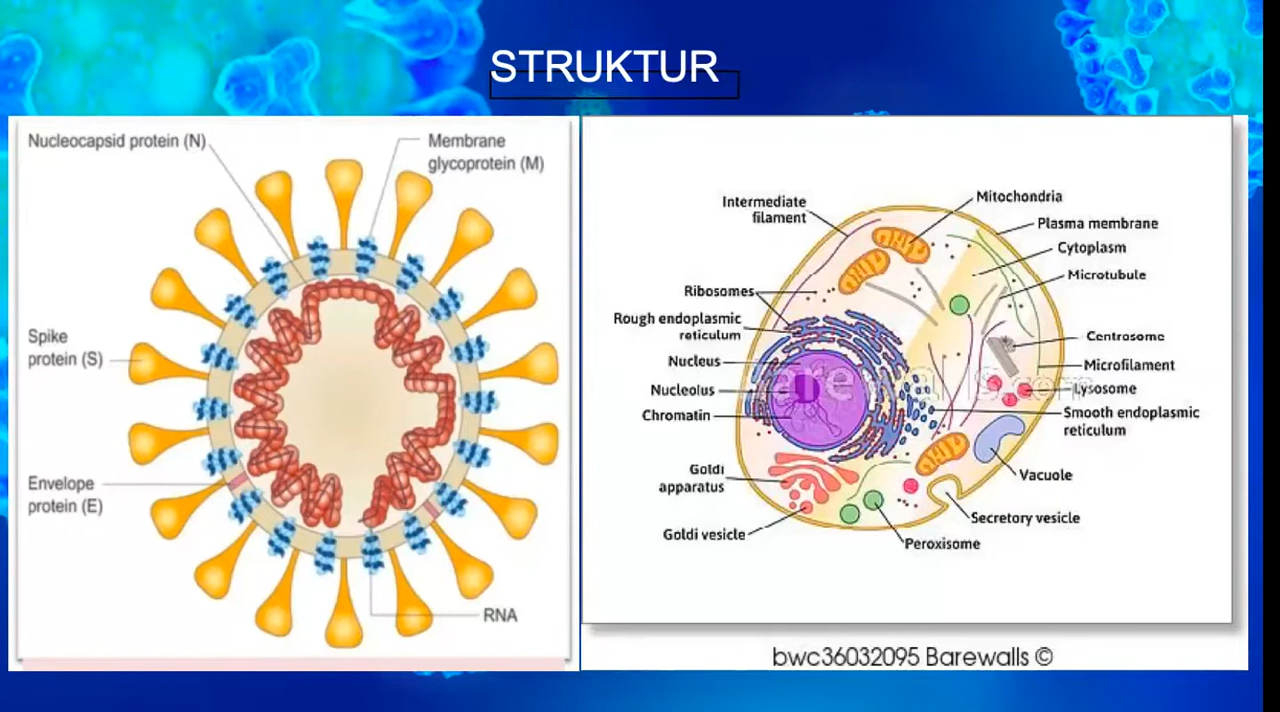 STRUKTUR
Nucleocapsid protein (N)
Membrane
glycoprotein (M)
Spike
protein (S)
Envelope
protein (E)
RNA
Intermediate
filament
Mitochondria
Plasma membrane
Cytoplasm
Microtubule
Ribosomes
Rough endoplasmic
reticulum
Centrosome
Nucleus
Microfilament
Nucleolus
Lysosome
Chromatin
Smooth endoplasmic
reticulum
Goldi
apparatus
Vacuole
Secretory vesicle
Goldi vesicle
Peroxisome
bwc36032095 Barewalls ©